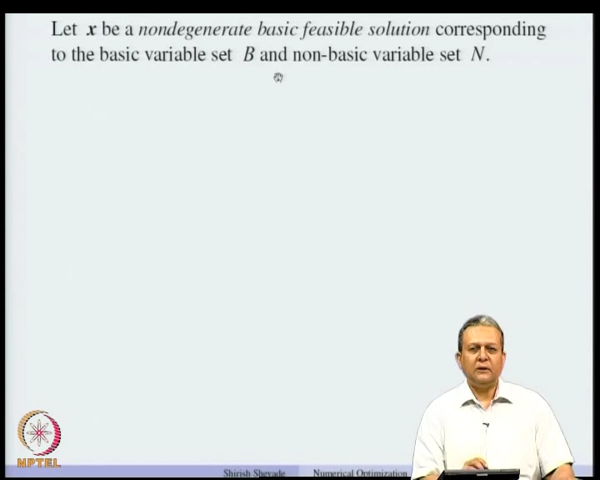 Let x be a nondegenerate basic feasible solution corresponding
to the basic variable set B and non-basic variable set N.
NPTEL
Shirish Shevade Numerical Optimization